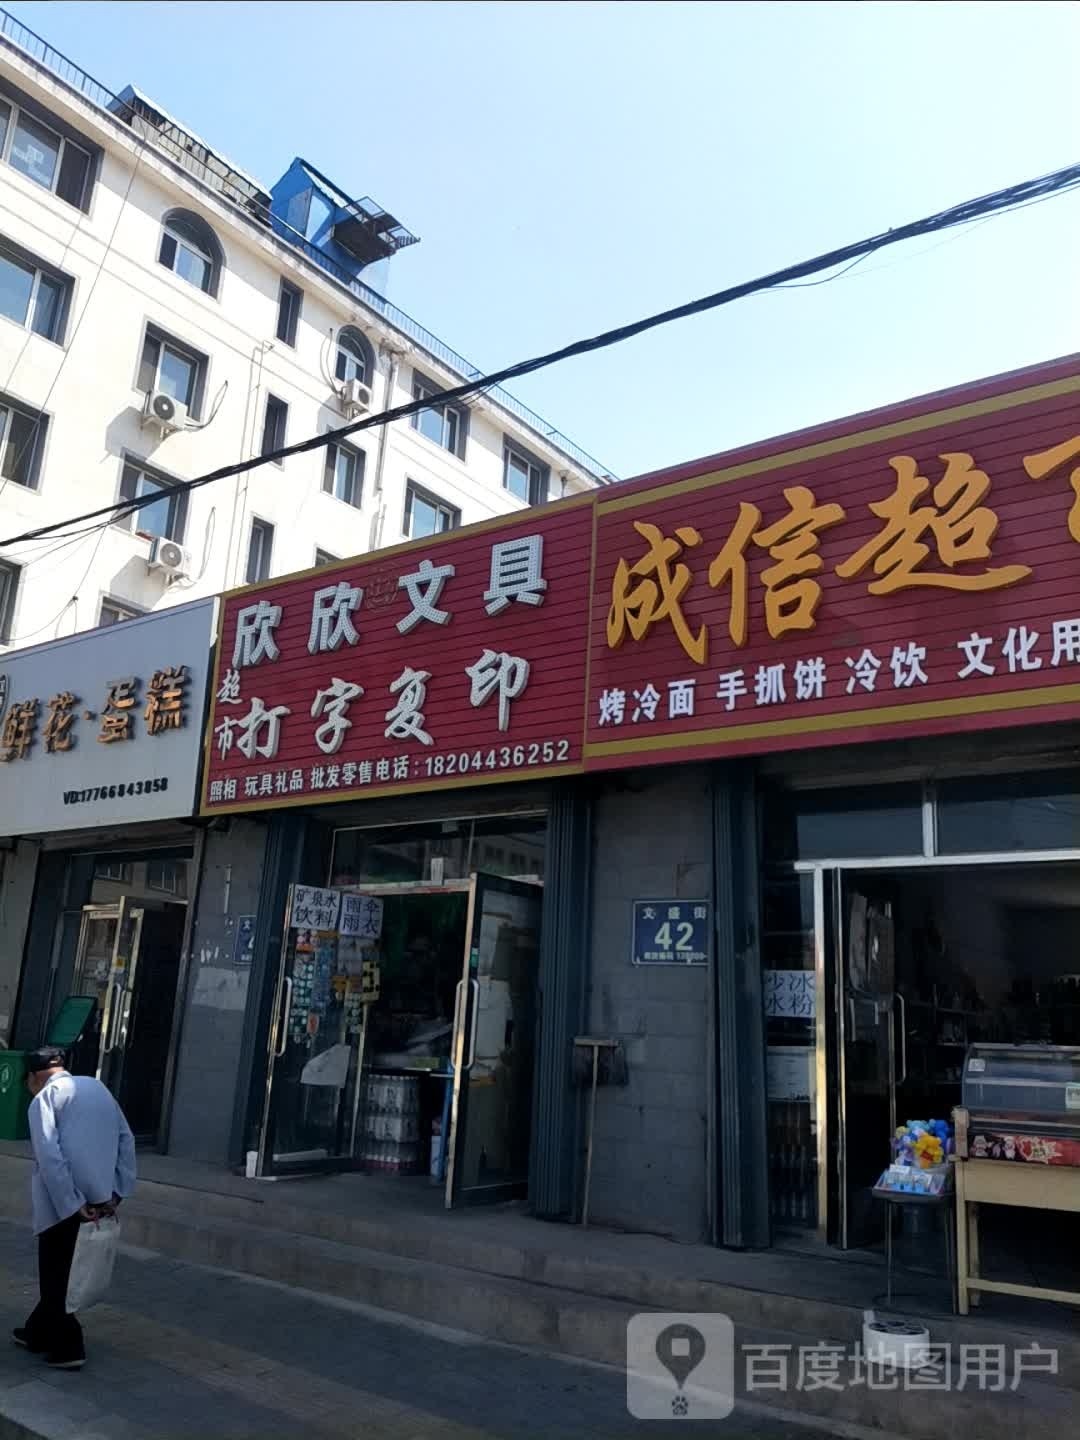 鲜花·蛋糕
VD:17766843858
欣欣文具
超市
打字复印
照相 玩具礼品 批发零售电话:18204436252
成信超
烤冷面 手抓饼 冷饮 文化用
矿泉水
饮料
雨伞
雨衣
文盛街
42
沙冰
冰粉
百度地图用户